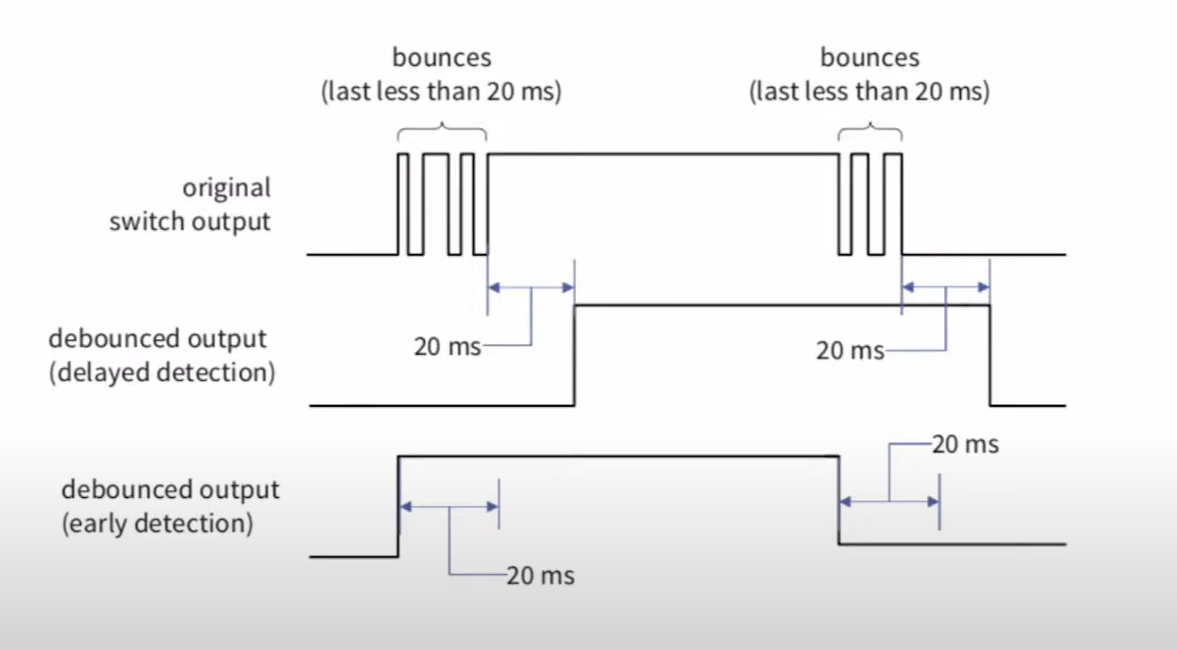 bounces
(last less than 20 ms)
bounces
(last less than 20 ms)
original
switch output
debounced output
(delayed detection)
20 ms
20 ms
debounced output
(early detection)
20 ms
20 ms